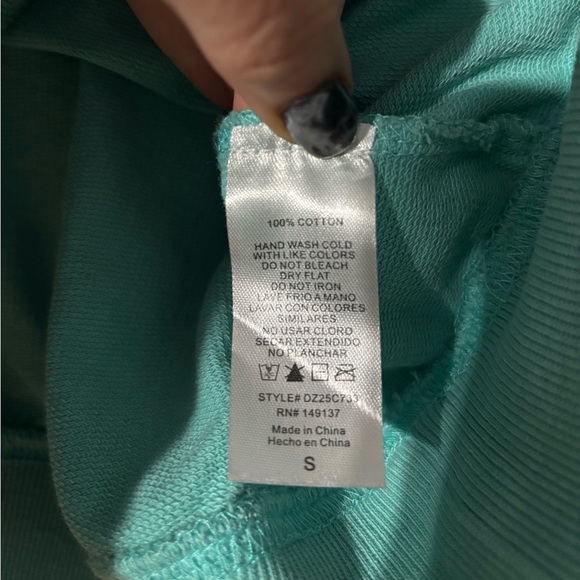 100% COTTON
HAND WASH COLD
WITH LIKE COLORS
DO NOT BLEACH
DRY FLAT
DO NOT IRON
LAVE FRIO A MANO
LAVAR CON COLORES
SIMILARES
NO USAR CLORO
SECAR EXTENDIDO
NO PLANCHAR
STYLE# DZ25C733
RN# 149137
Made in China
Hecho en China
S